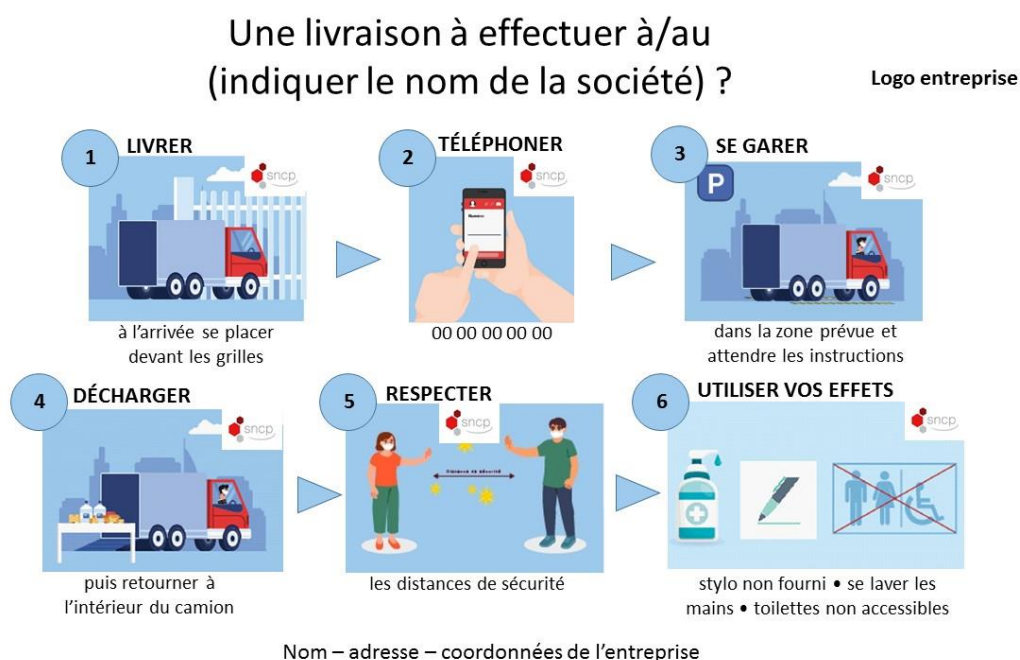 Une livraison à effectuer à/au
(indiquer le nom de la société) ?
Logo entreprise
1
LIVRER
sncp
à l'arrivée se placer
devant les grilles
2
TÉLÉPHONER
sncp
Numéro
00 00 00 00 00
3
SE GARER
P
sncp
dans la zone prévue et
attendre les instructions
4
DÉCHARGER
sncp
puis retourner à
l'intérieur du camion
5
RESPECTER
sncp
Distance de sécurité
les distances de sécurité
6
UTILISER VOS EFFETS
sncp
stylo non fourni • se laver les
mains • toilettes non accessibles
Nom – adresse – coordonnées de l'entreprise